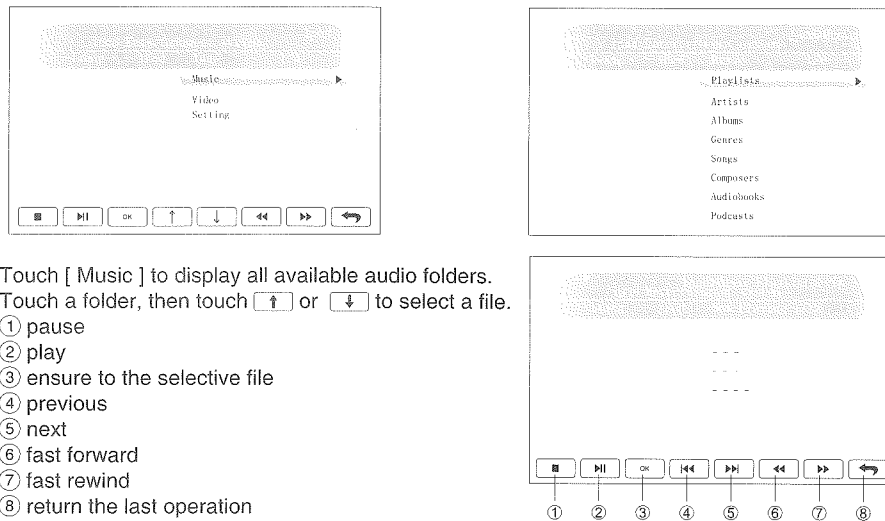 Music
Video
Setting
OK
Playlists
Artists
Albums
Genres
Songs
Composers
Audiobooks
Podcasts
Touch [ Music ] to display all available audio folders.
Touch a folder, then touch [↑] or [↓] to select a file.
① pause
② play
③ ensure to the selective file
④ previous
⑤ next
⑥ fast forward
⑦ fast rewind
⑧ return the last operation
OK
① ② ③ ④ ⑤ ⑥ ⑦ ⑧